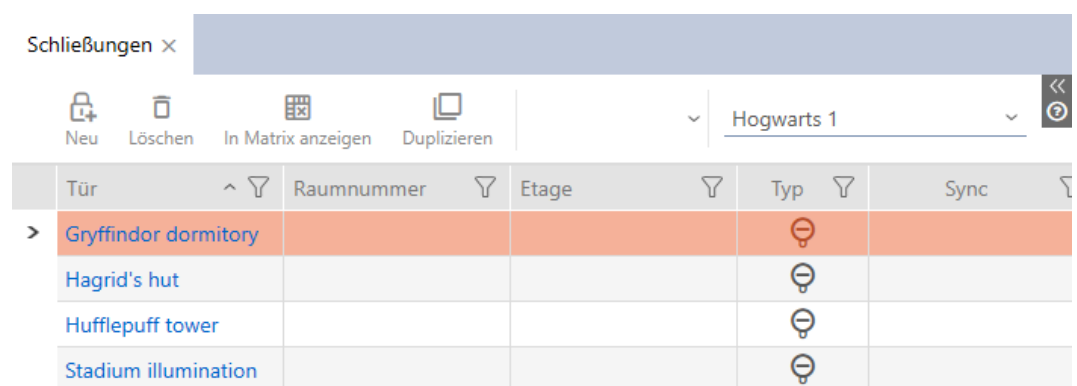 Schließungen
Neu Löschen In Matrix anzeigen Duplizieren Hogwarts 1
Tür Raumnummer Etage Typ Sync
Gryffindor dormitory
Hagrid's hut
Hufflepuff tower
Stadium illumination